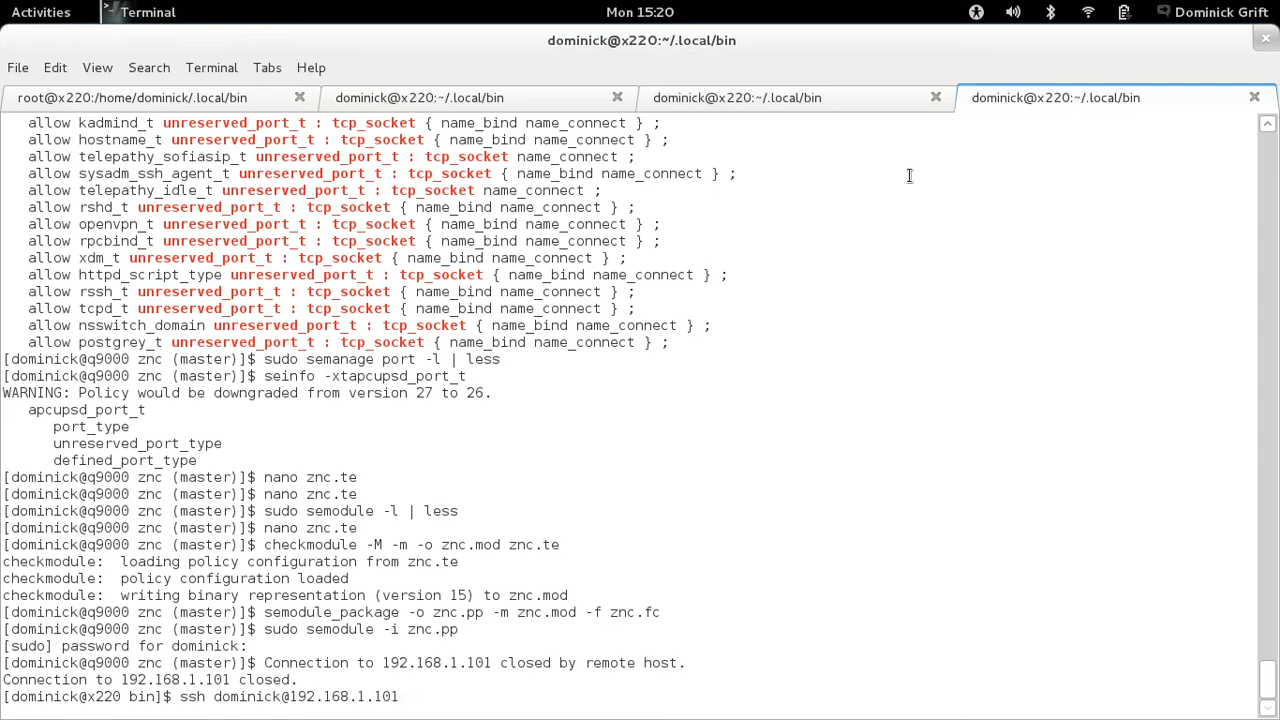 Activities
Terminal
Mon 15:20
Dominick Grift
dominick@x220:~/.local/bin
File Edit View Search Terminal Tabs Help
root@x220:/home/dominick/.local/bin
dominick@x220:~/.local/bin
dominick@x220:~/.local/bin
dominick@x220:~/.local/bin
allow kadmind_t unreserved_port_t : tcp_socket { name_bind name_connect } ;
allow hostname_t unreserved_port_t : tcp_socket { name_bind name_connect } ;
allow telepathy_sofiasip_t unreserved_port_t : tcp_socket name_connect ;
allow sysadm_ssh_agent_t unreserved_port_t : tcp_socket { name_bind name_connect } ;
allow telepathy_idle_t unreserved_port_t : tcp_socket name_connect ;
allow rshd_t unreserved_port_t : tcp_socket { name_bind name_connect } ;
allow openvpn_t unreserved_port_t : tcp_socket { name_bind name_connect } ;
allow rpcbind_t unreserved_port_t : tcp_socket { name_bind name_connect } ;
allow xdm_t unreserved_port_t : tcp_socket { name_bind name_connect } ;
allow httpd_script_type unreserved_port_t : tcp_socket { name_bind name_connect } ;
allow rssh_t unreserved_port_t : tcp_socket { name_bind name_connect } ;
allow tcpd_t unreserved_port_t : tcp_socket { name_bind name_connect } ;
allow nsswitch_domain unreserved_port_t : tcp_socket { name_bind name_connect } ;
allow postgrey_t unreserved_port_t : tcp_socket { name_bind name_connect } ;
[dominick@q9000 znc (master)]$ sudo semanage port -l | less
[dominick@q9000 znc (master)]$ seinfo -xtapcupsd_port_t
WARNING: Policy would be downgraded from version 27 to 26.
apcupsd_port_t
port_type
unreserved_port_type
defined_port_type
[dominick@q9000 znc (master)]$ nano znc.te
[dominick@q9000 znc (master)]$ nano znc.te
[dominick@q9000 znc (master)]$ sudo semodule -l | less
[dominick@q9000 znc (master)]$ nano znc.te
[dominick@q9000 znc (master)]$ checkmodule -M -m -o znc.mod znc.te
checkmodule:  loading policy configuration from znc.te
checkmodule:  policy configuration loaded
checkmodule:  writing binary representation (version 15) to znc.mod
[dominick@q9000 znc (master)]$ semodule_package -o znc.pp -m znc.mod -f znc.fc
[dominick@q9000 znc (master)]$ sudo semodule -i znc.pp
[sudo] password for dominick:
[dominick@q9000 znc (master)]$ Connection to 192.168.1.101 closed by remote host.
Connection to 192.168.1.101 closed.
[dominick@x220 bin]$ ssh dominick@192.168.1.101